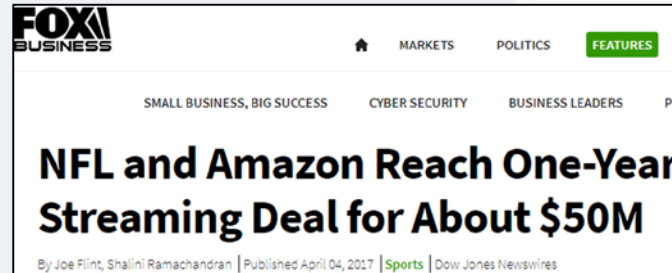 FOX
BUSINESS
MARKETS POLITICS FEATURES
SMALL BUSINESS, BIG SUCCESS CYBER SECURITY BUSINESS LEADERS P
NFL and Amazon Reach One-Year
Streaming Deal for About $50M
By Joe Flint, Shalini Ramachandran | Published April 04, 2017 | Sports | Dow Jones Newswires